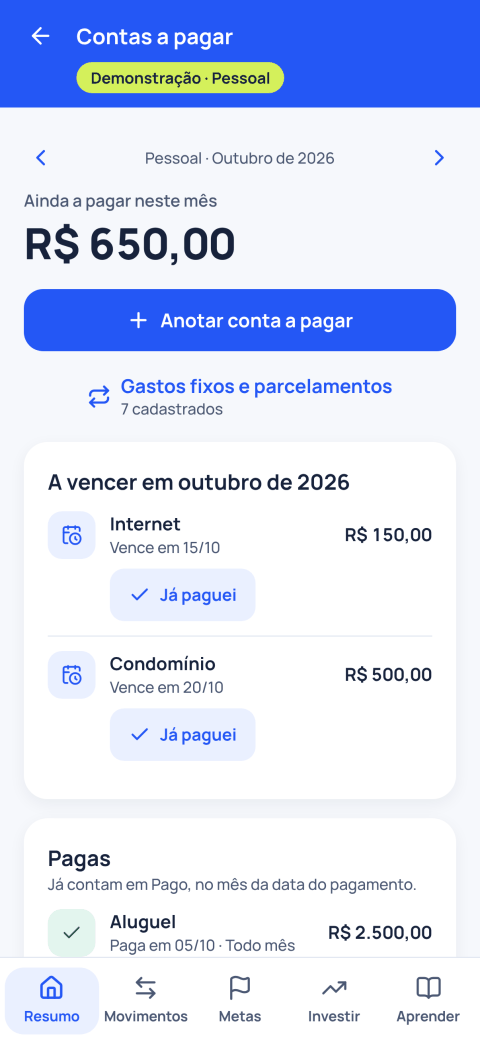 Contas a pagar
Demonstração · Pessoal
Pessoal · Outubro de 2026
Ainda a pagar neste mês
R$ 650,00
Anotar conta a pagar
Gastos fixos e parcelamentos
7 cadastrados
A vencer em outubro de 2026
Internet
R$ 150,00
Vence em 15/10
Já paguei
Condomínio
R$ 500,00
Vence em 20/10
Já paguei
Pagas
Já contam em Pago, no mês da data do pagamento.
Aluguel
R$ 2.500,00
Paga em 05/10 · Todo mês
Resumo
Movimentos
Metas
Investir
Aprender